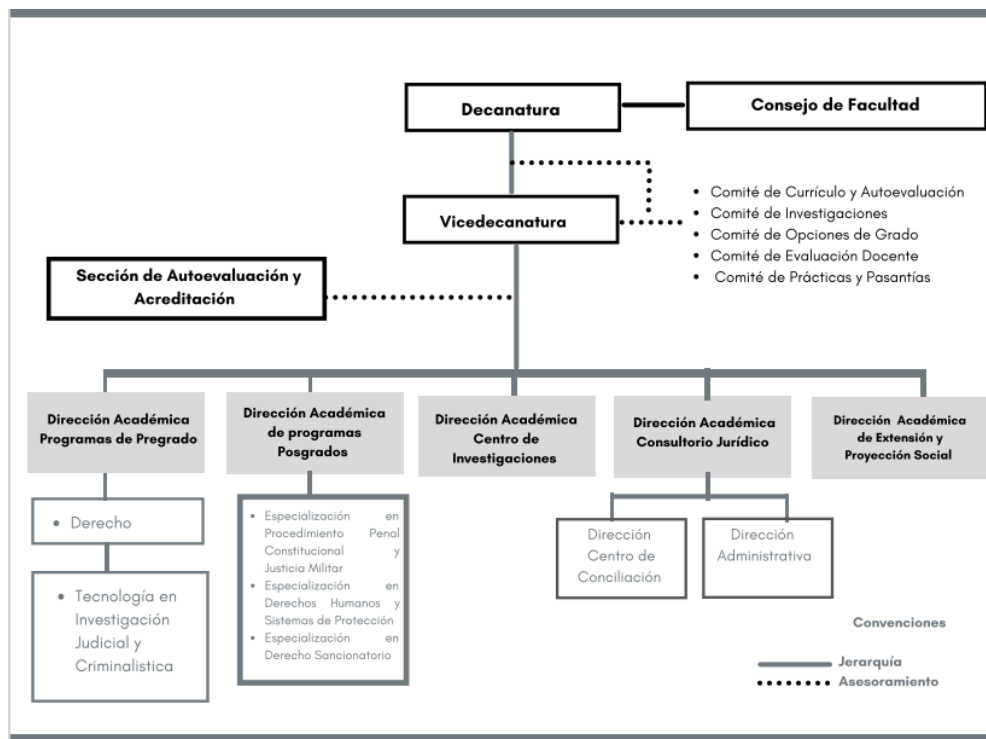 Decanatura
Consejo de Facultad
Vicedecanatura
• Comité de Currículo y Autoevaluación
• Comité de Investigaciones
• Comité de Opciones de Grado
• Comité de Evaluación Docente
• Comité de Prácticas y Pasantías
Sección de Autoevaluación y
Acreditación
Dirección Académica
Programas de Pregrado
Dirección Académica
de programas
Posgrados
Dirección Académica
Centro de
Investigaciones
Dirección Académica
Consultorio Jurídico
Dirección Académica
de Extensión y
Proyección Social
• Derecho
• Tecnología en
Investigación
Judicial y
Criminalistica
• Especialización en
Procedimiento Penal
Constitucional y
Justicia Militar
• Especialización en
Derechos Humanos y
Sistemas de Protección
• Especialización en
Derecho Sancionatorio
Dirección
Centro de
Conciliación
Dirección
Administrativa
Convenciones
Jerarquía
Asesoramiento